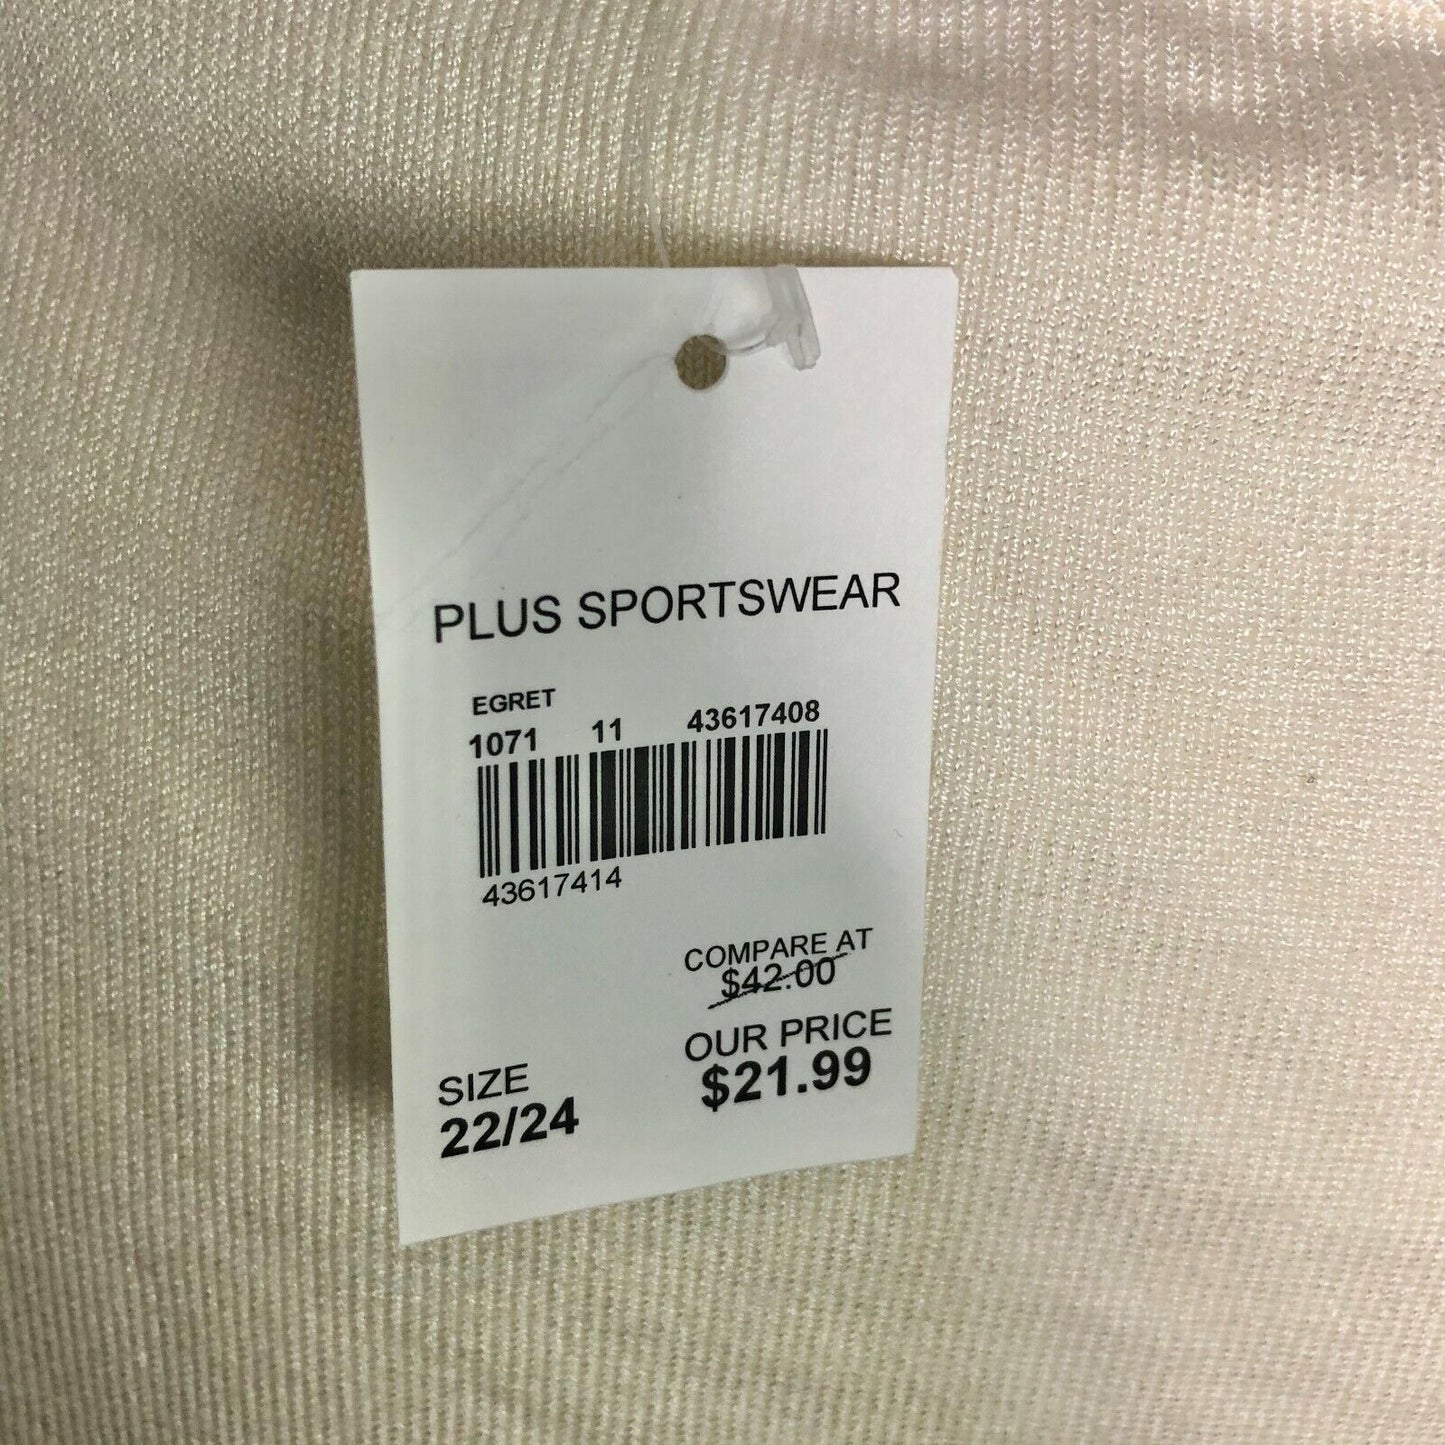 PLUS SPORTSWEAR
EGRET
1071 11 43617408
43617414
COMPARE AT
$42.00
OUR PRICE
$21.99
SIZE
22/24